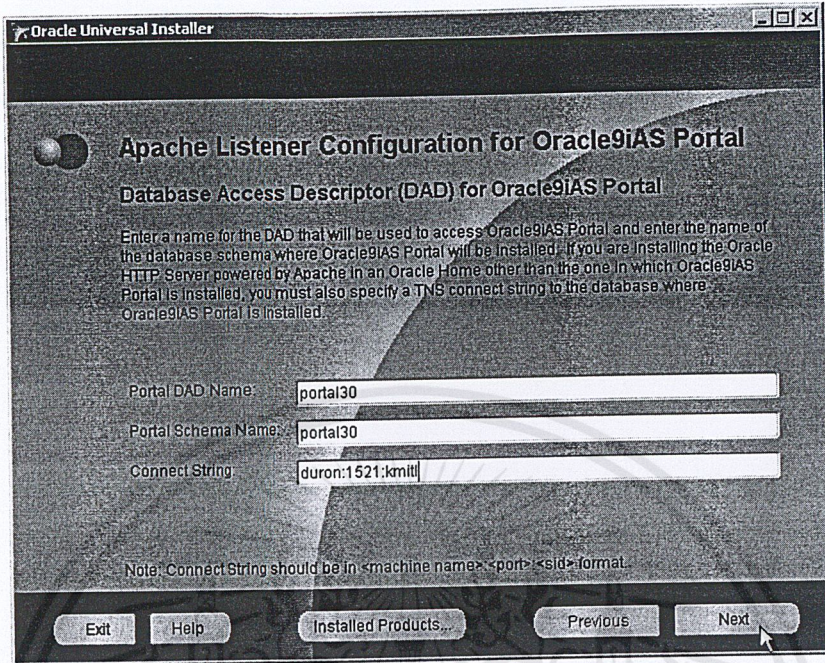 Oracle Universal Installer
Apache Listener Configuration for Oracle9iAS Portal
Database Access Descriptor (DAD) for Oracle9iAS Portal
Enter a name for the DAD that will be used to access Oracle9iAS Portal and enter the name of
the database schema where Oracle9iAS Portal will be installed. If you are installing the Oracle
HTTP Server powered by Apache in an Oracle Home other than the one in which Oracle9iAS
Portal is installed, you must also specify a TNS connect string to the database where
Oracle9iAS Portal is installed.
Portal DAD Name: portal30
Portal Schema Name: portal30
Connect String: duron:1521:kmitl
Note: Connect String should be in <machine name>:<port>:<sid> format.
Exit Help Installed Products... Previous Next